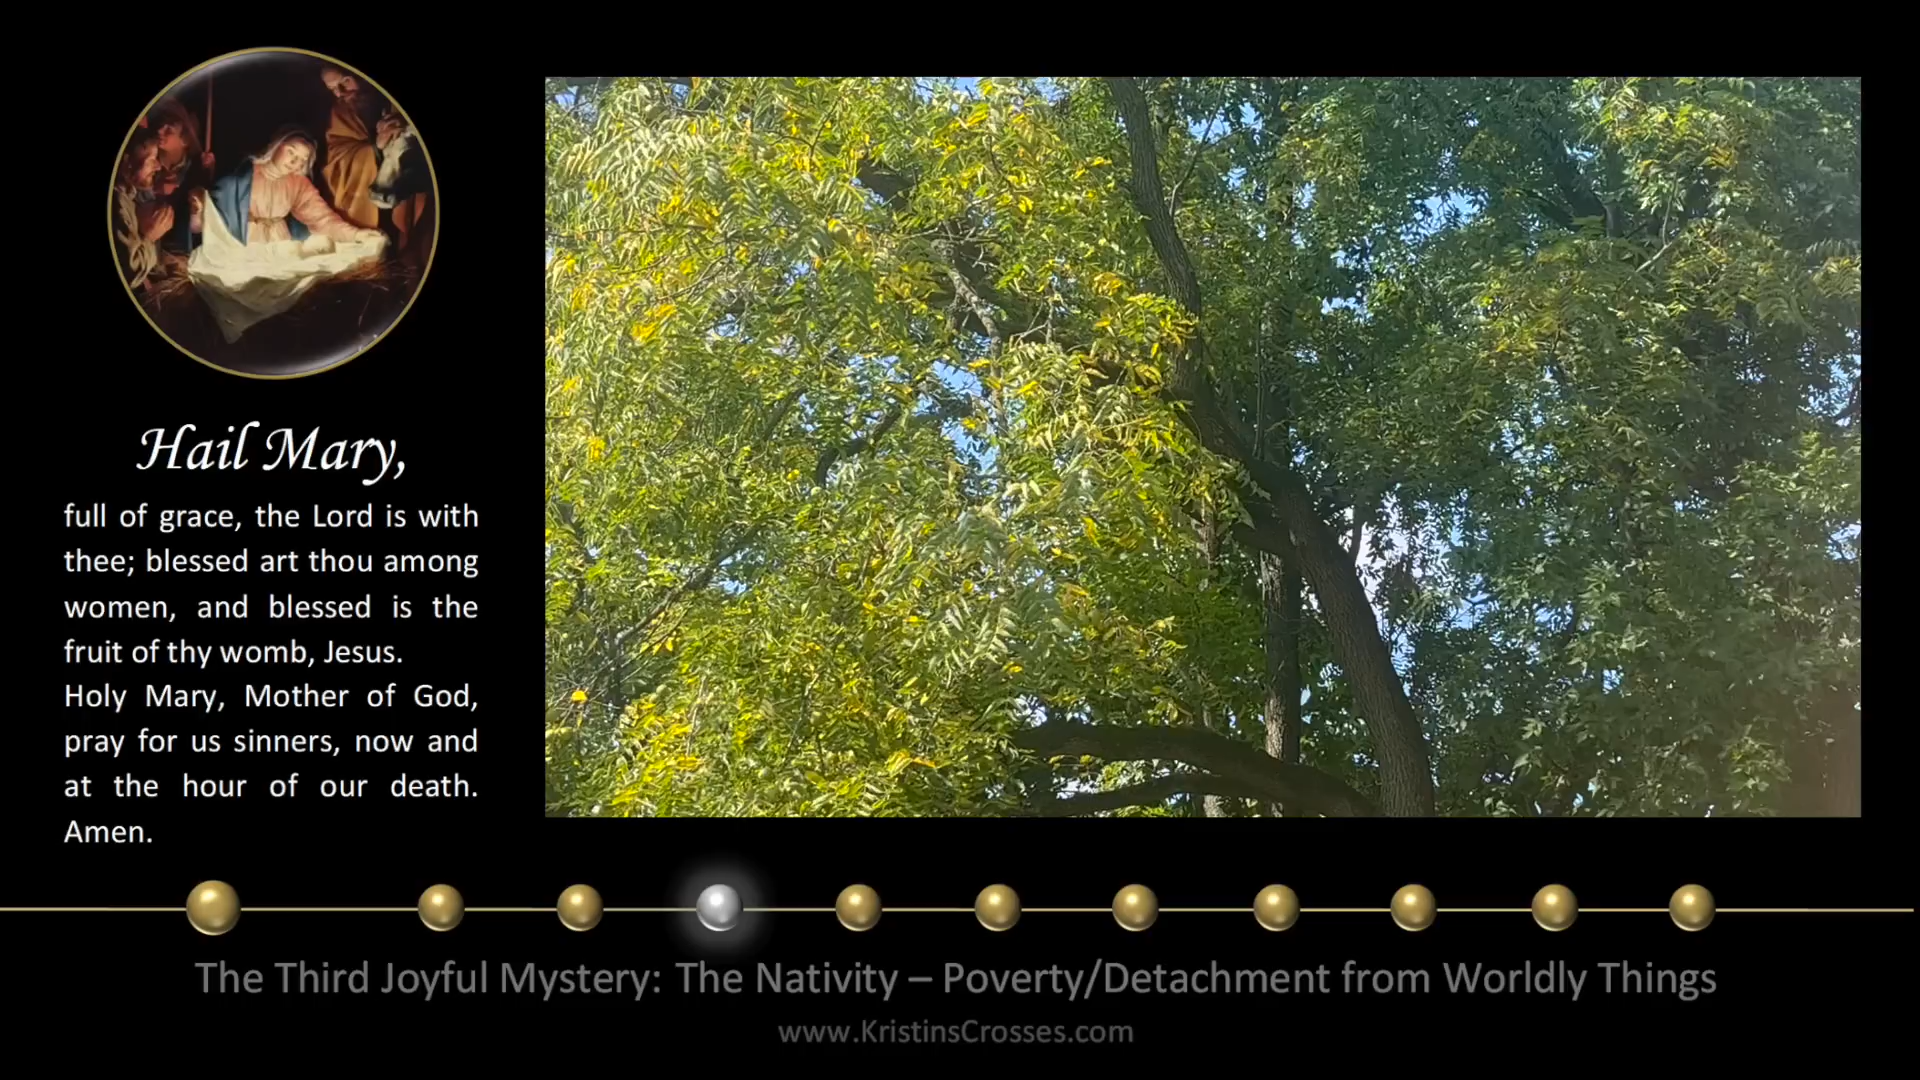 Hail Mary,
full of grace, the Lord is with
thee; blessed art thou among
women, and blessed is the
fruit of thy womb, Jesus.
Holy Mary, Mother of God,
pray for us sinners, now and
at the hour of our death.
Amen.
The Third Joyful Mystery: The Nativity – Poverty/Detachment from Worldly Things
www.KristinsCrosses.com